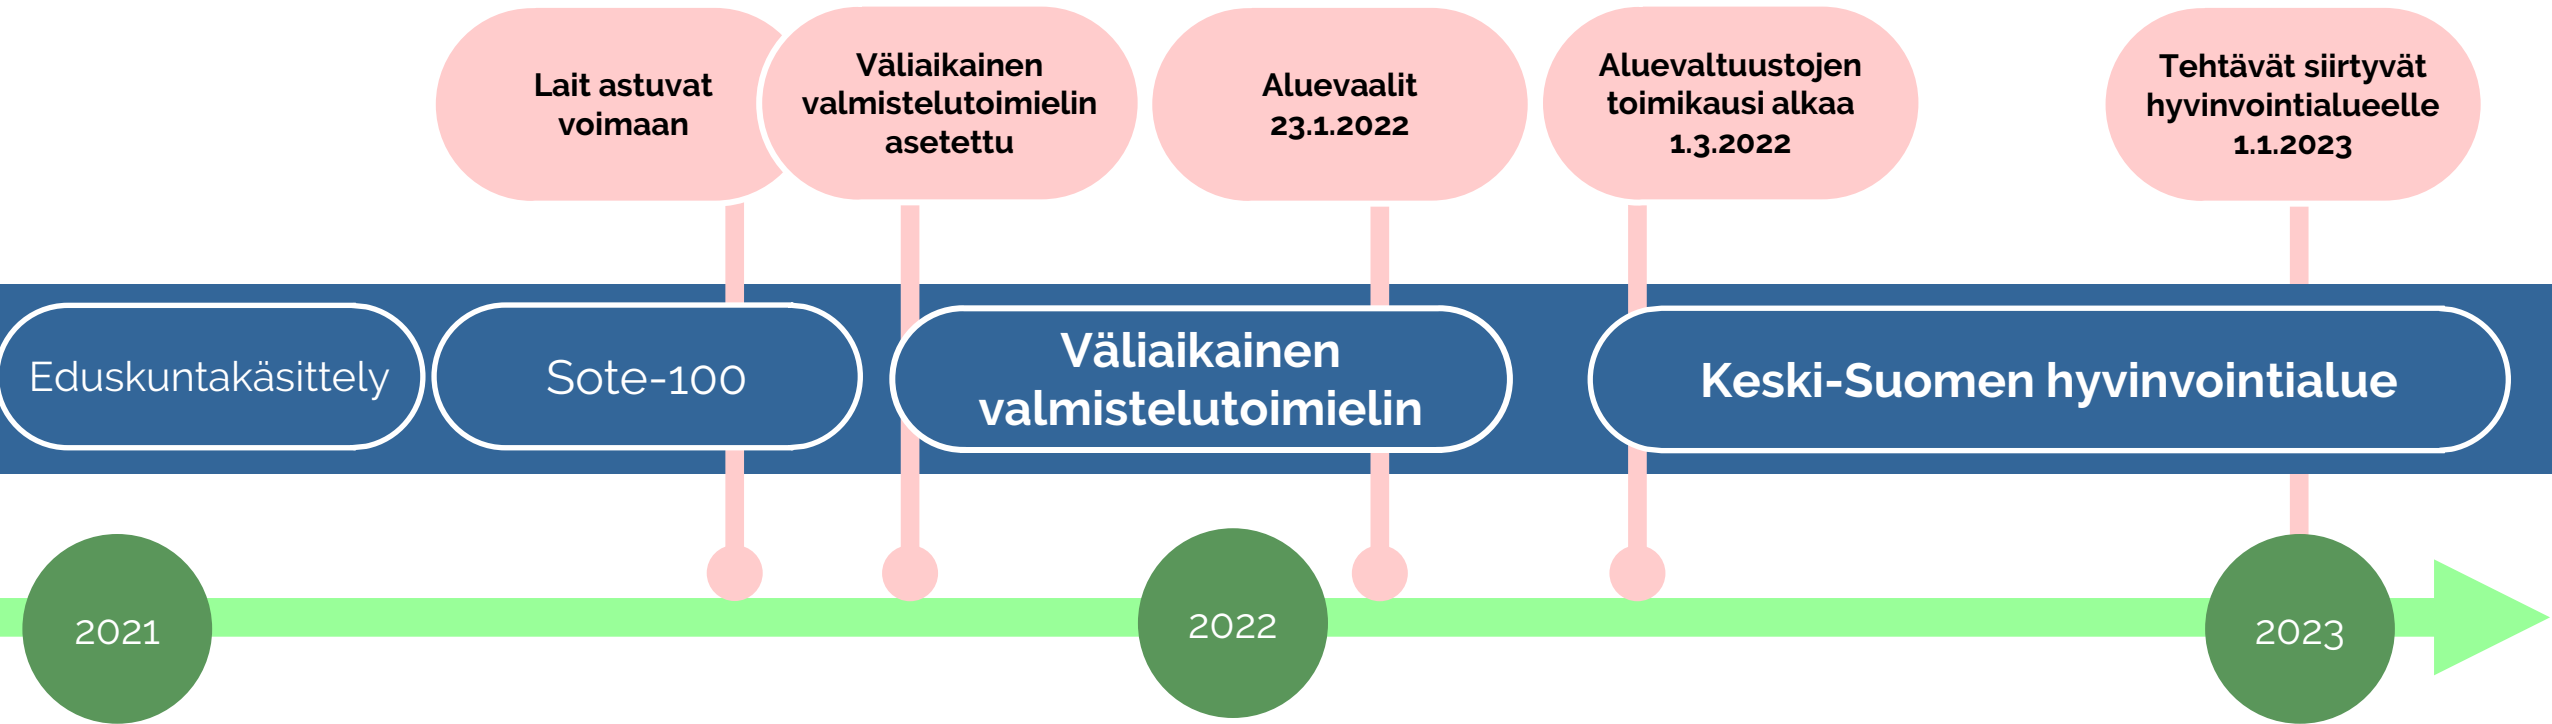 Lait astuvat
voimaan
Väliaikainen
valmistelutoimielin
asetettu
Aluevaalit
23.1.2022
Aluevaltuustojen
toimikausi alkaa
1.3.2022
Tehtävät siirtyvät
hyvinvointialueelle
1.1.2023
Eduskuntakäsittely
Sote-100
Väliaikainen
valmistelutoimielin
Keski-Suomen hyvinvointialue
2021
2022
2023